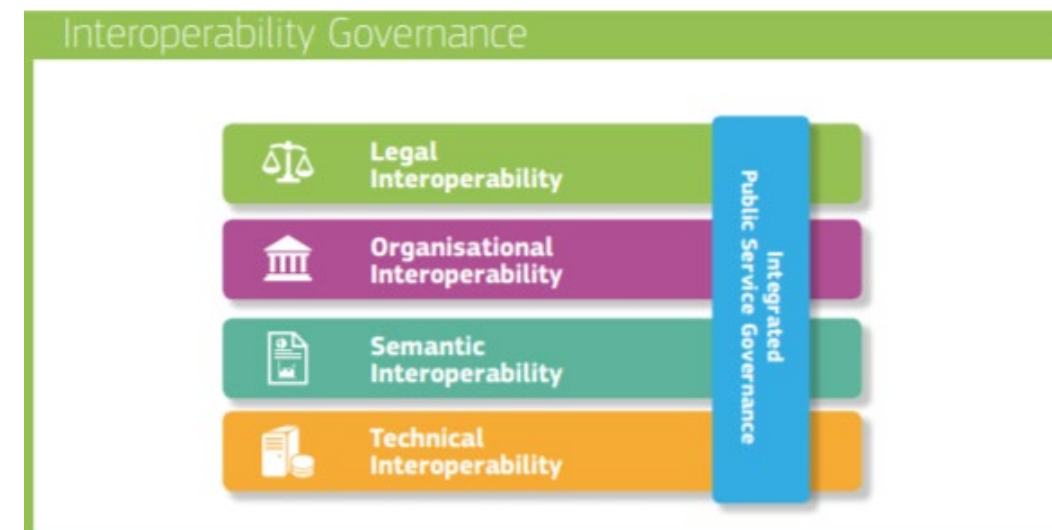 Interoperability Governance
Legal
Interoperability
Organisational
Interoperability
Semantic
Interoperability
Technical
Interoperability
Integrated
Public Service Governance